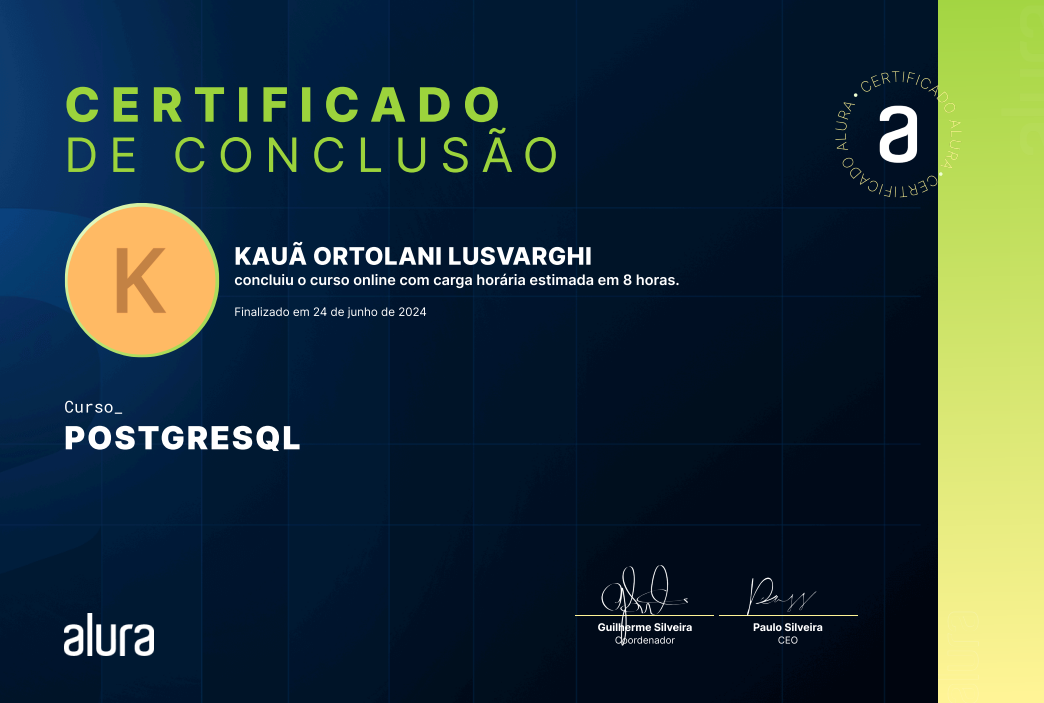 CERTIFICADO
DE CONCLUSÃO
CERTIFICADO ALURA • CERTIFICADO ALURA •
a
K
KAUÃ ORTOLANI LUSVARGHI
concluiu o curso online com carga horária estimada em 8 horas.
Finalizado em 24 de junho de 2024
Curso_
POSTGRESQL
alura
Guilherme Silveira
Coordenador
Paulo Silveira
CEO